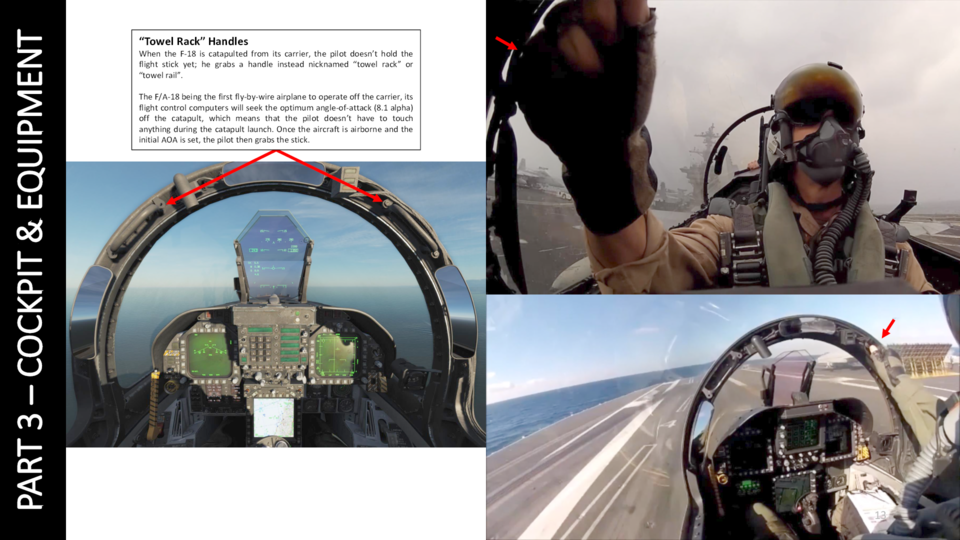 PART 3 – COCKPIT & EQUIPMENT
“Towel Rack” Handles
When the F-18 is catapulted from its carrier, the pilot doesn’t hold the
flight stick yet; he grabs a handle instead nicknamed “towel rack” or
“towel rail”.
The F/A-18 being the first fly-by-wire airplane to operate off the carrier, its
flight control computers will seek the optimum angle-of-attack (8.1 alpha)
off the catapult, which means that the pilot doesn’t have to touch
anything during the catapult launch. Once the aircraft is airborne and the
initial AOA is set, the pilot then grabs the stick.